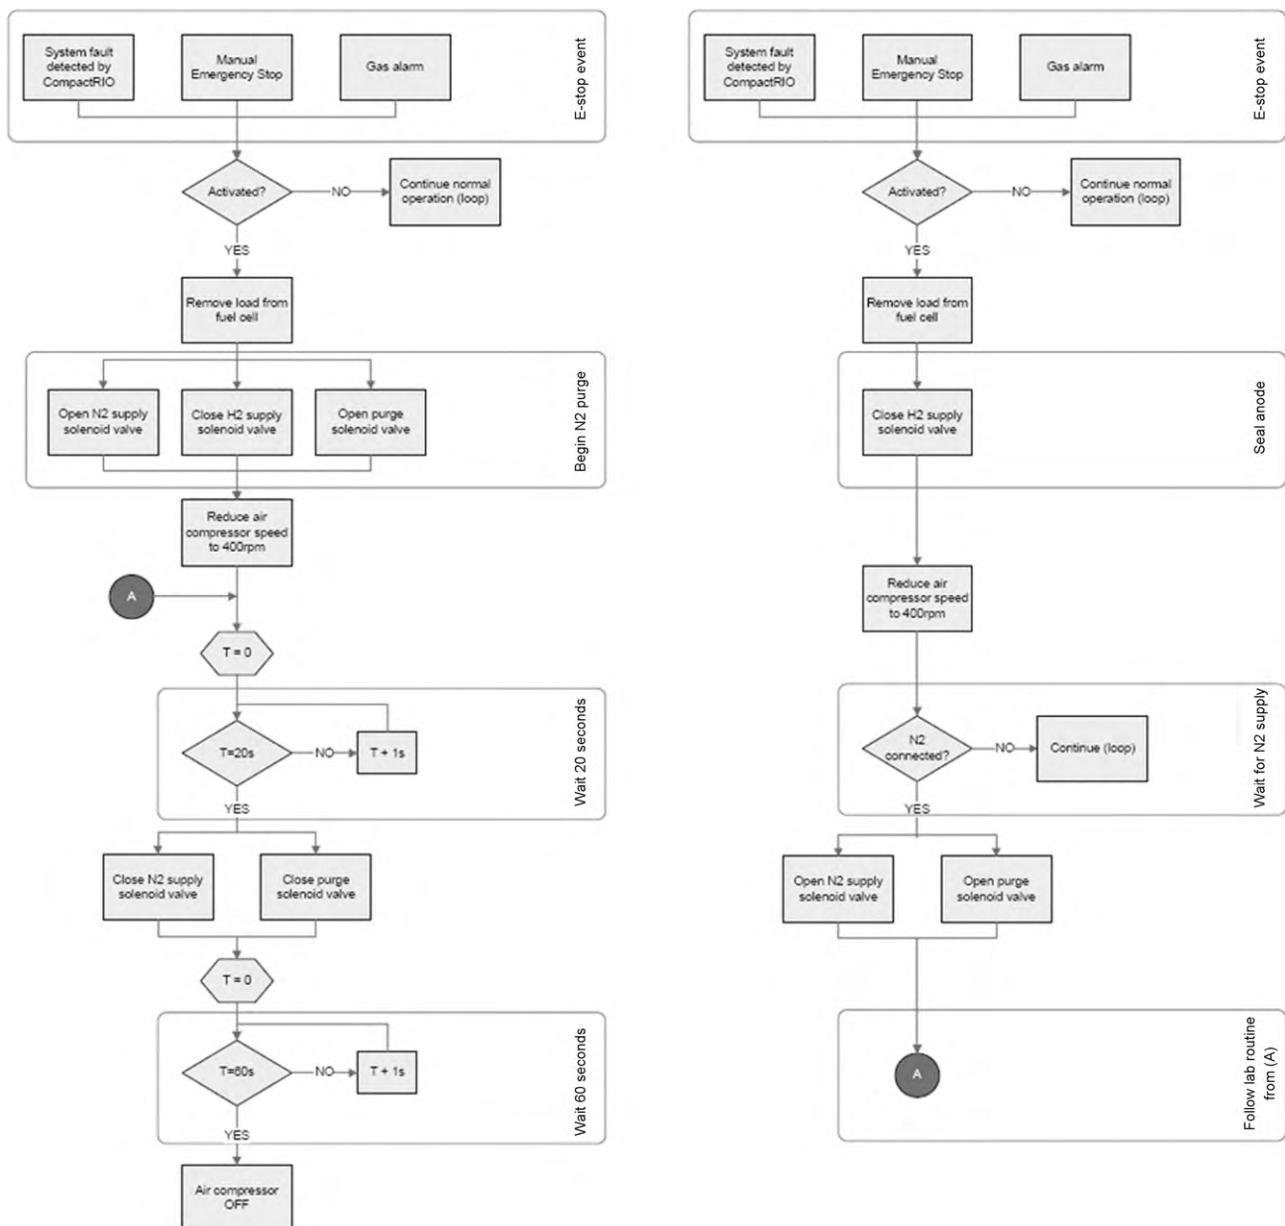 System fault
detected by
CompactRIO
Manual
Emergency Stop
Gas alarm
E-stop event
Activated?
NO
Continue normal
operation (loop)
YES
Remove load from
fuel cell
Open N2 supply
solenoid valve
Close H2 supply
solenoid valve
Open purge
solenoid valve
Begin N2 purge
Reduce air
compressor speed
to 400rpm
A
T = 0
T=20s
NO
T + 1s
Wait 20 seconds
YES
Close N2 supply
solenoid valve
Close purge
solenoid valve
T = 0
T=60s
NO
T + 1s
Wait 60 seconds
YES
Air compressor
OFF
System fault
detected by
CompactRIO
Manual
Emergency Stop
Gas alarm
E-stop event
Activated?
NO
Continue normal
operation (loop)
YES
Remove load from
fuel cell
Close H2 supply
solenoid valve
Seal anode
Reduce air
compressor speed
to 400rpm
N2
connected?
NO
Continue (loop)
Wait for N2 supply
YES
Open N2 supply
solenoid valve
Open purge
solenoid valve
A
Follow lab routine
from (A)